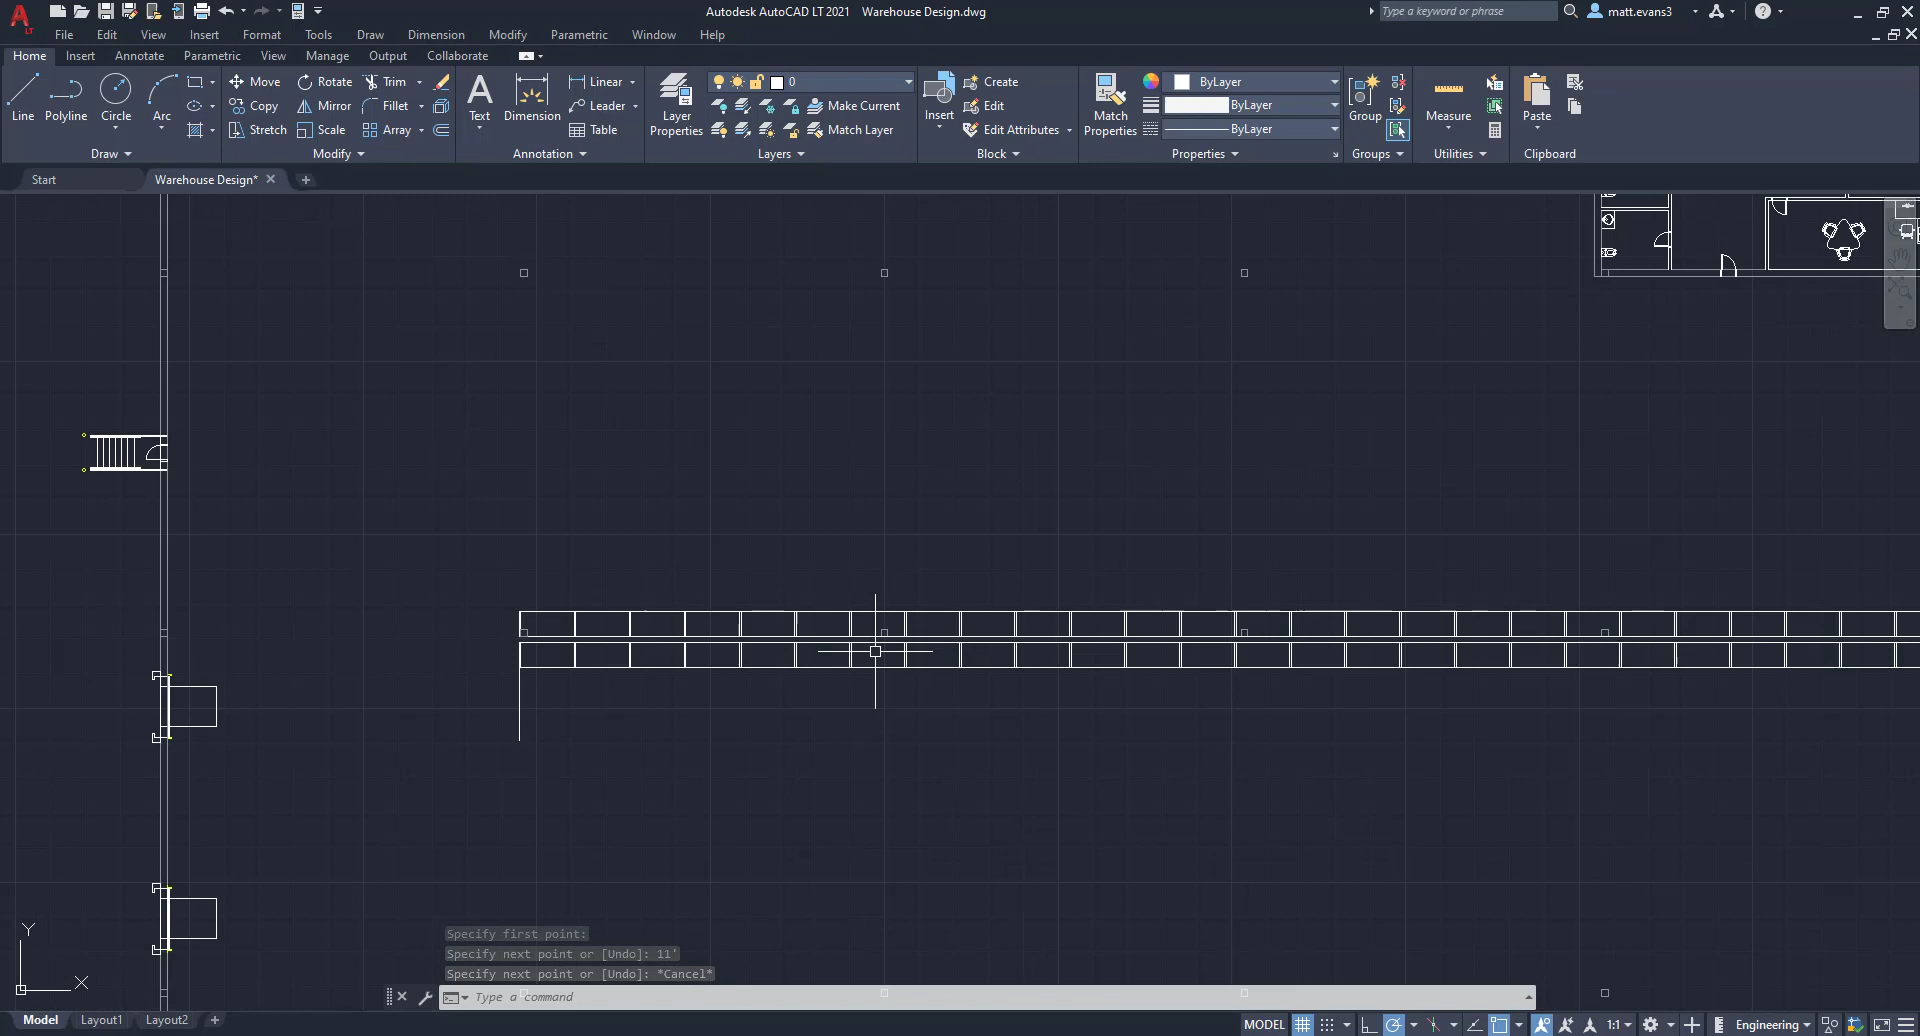 Autodesk AutoCAD LT 2021 Warehouse Design.dwg
Type a keyword or phrase
matt.evans3
LT
File Edit View Insert Format Tools Draw Dimension Modify Parametric Window Help
Home Insert Annotate Parametric View Manage Output Collaborate
Line
Polyline
Circle
Arc
Draw
Move Rotate Trim
Copy Mirror Fillet
Stretch Scale Array
Modify
Text
Dimension
Linear
Leader
Table
Annotation
Layer
Properties
0
Make Current
Match Layer
Layers
Insert
Create
Edit
Edit Attributes
Block
Match
Properties
ByLayer
ByLayer
ByLayer
Properties
Group
Groups
Measure
Utilities
Paste
Clipboard
Start
Warehouse Design*
Specify first point:
Specify next point or [Undo]: 11'
Specify next point or [Undo]: *Cancel*
Type a command
Y
X
Model Layout1 Layout2
MODEL
1:1
Engineering